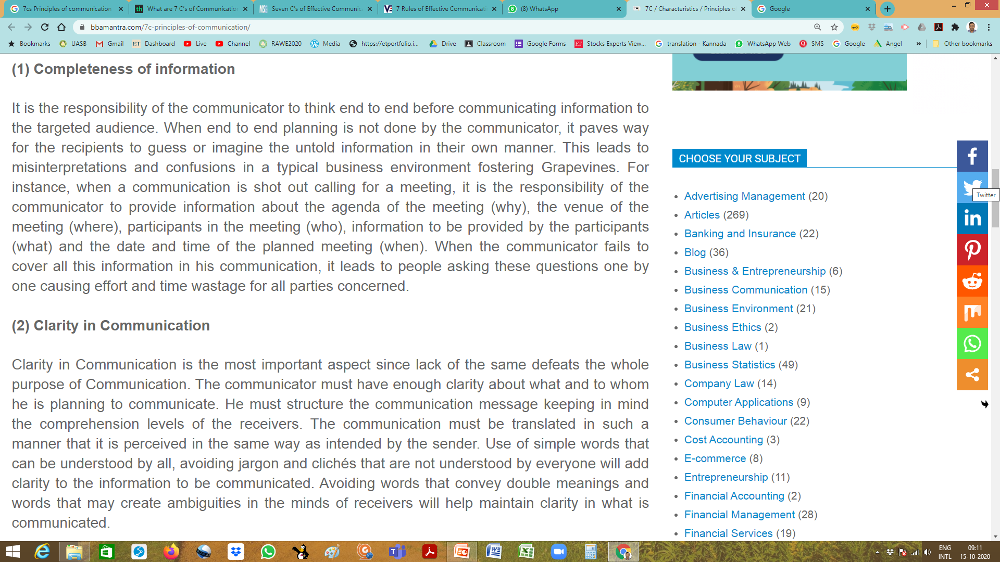 7cs Principles of communication
What are 7 C's of Communication
Seven C's of Effective Communic
7 Rules of Effective Communicati
(8) WhatsApp
7C / Characteristics / Principles o
Google
bbamantra.com/7c-principles-of-communication/
Bookmarks UASB Gmail Dashboard Live Channel RAWE2020 Media https://etportfolio.i... Drive Classroom Google Forms Stocks Experts View... translation - Kannada WhatsApp Web SMS Google Angel » Other bookmarks
(1) Completeness of information
It is the responsibility of the communicator to think end to end before communicating information to
the targeted audience. When end to end planning is not done by the communicator, it paves way
for the recipients to guess or imagine the untold information in their own manner. This leads to
misinterpretations and confusions in a typical business environment fostering Grapevines. For
instance, when a communication is shot out calling for a meeting, it is the responsibility of the
communicator to provide information about the agenda of the meeting (why), the venue of the
meeting (where), participants in the meeting (who), information to be provided by the participants
(what) and the date and time of the planned meeting (when). When the communicator fails to
cover all this information in his communication, it leads to people asking these questions one by
one causing effort and time wastage for all parties concerned.
(2) Clarity in Communication
Clarity in Communication is the most important aspect since lack of the same defeats the whole
purpose of Communication. The communicator must have enough clarity about what and to whom
he is planning to communicate. He must structure the communication message keeping in mind
the comprehension levels of the receivers. The communication must be translated in such a
manner that it is perceived in the same way as intended by the sender. Use of simple words that
can be understood by all, avoiding jargon and clichés that are not understood by everyone will add
clarity to the information to be communicated. Avoiding words that convey double meanings and
words that may create ambiguities in the minds of receivers will help maintain clarity in what is
communicated.
CHOOSE YOUR SUBJECT
Advertising Management (20)
Articles (269)
Banking and Insurance (22)
Blog (36)
Business & Entrepreneurship (6)
Business Communication (15)
Business Environment (21)
Business Ethics (2)
Business Law (1)
Business Statistics (49)
Company Law (14)
Computer Applications (9)
Consumer Behaviour (22)
Cost Accounting (3)
E-commerce (8)
Entrepreneurship (11)
Financial Accounting (2)
Financial Management (28)
Financial Services (19)
Twitter
ENG
INTL
09:11
15-10-2020